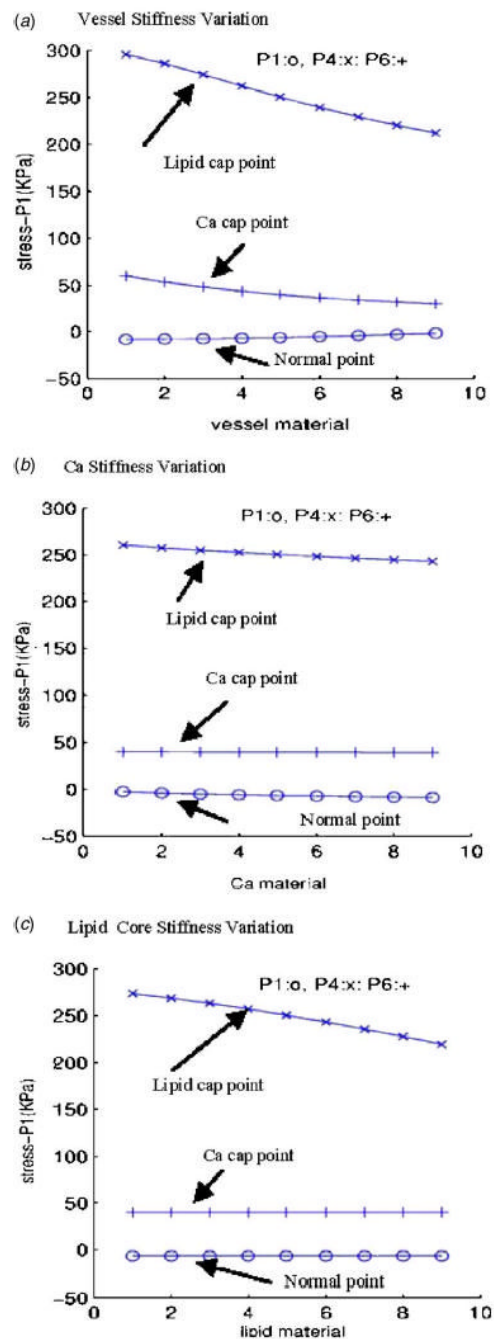 (a) Vessel Stiffness Variation
300
P1:o, P4:x: P6:+
250
200
Lipid cap point
150
Ca cap point
100
50
0
Normal point
-50
0 2 4 6 8 10
stress-P1(KPa)
vessel material
(b) Ca Stiffness Variation
300
P1:o, P4:x: P6:+
250
Lipid cap point
200
150
Ca cap point
100
50
0
Normal point
-50
0 2 4 6 8 10
stress-P1(KPa)
Ca material
(c) Lipid Core Stiffness Variation
300
P1:o, P4:x: P6:+
250
200
Lipid cap point
150
Ca cap point
100
50
0
Normal point
-50
0 2 4 6 8 10
stress-P1(KPa)
lipid material